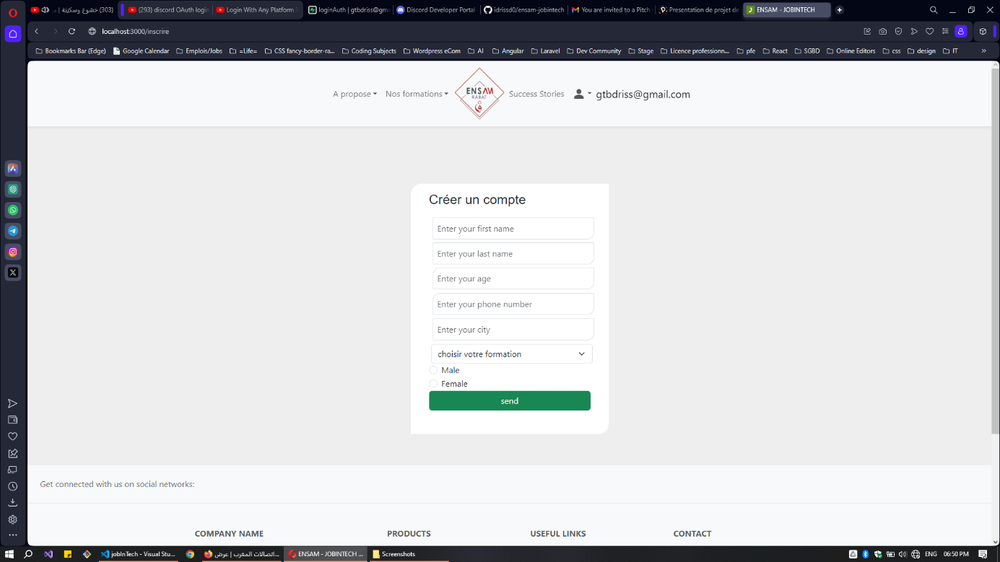 (303) خشوع وسكينة | م
(293) discord OAuth login
Login With Any Platform
loginAuth | gtbdriss@gm
Discord Developer Portal
idrissd0/ensam-jobintech
You are invited to a Pitch
Presentation de projet de
ENSAM - JOBINTECH
localhost:3000/inscrire
Bookmarks Bar (Edge)
Google Calendar
Emplois/Jobs
=Life=
CSS fancy-border-ra...
Coding Subjects
Wordpress eCom
AI
Angular
Laravel
Dev Community
Stage
Licence professionn...
pfe
React
SGBD
Online Editors
css
design
IT
A propose
Nos formations
ENSAM
RABAT
Success Stories
gtbdriss@gmail.com
Créer un compte
Enter your first name
Enter your last name
Enter your age
Enter your phone number
Enter your city
choisir votre formation
Male
Female
send
Get connected with us on social networks:
COMPANY NAME
PRODUCTS
USEFUL LINKS
CONTACT
jobInTech - Visual Stu...
اتصالات المغرب | عرض...
ENSAM - JOBINTECH ...
Screenshots
ENG
06:50 PM